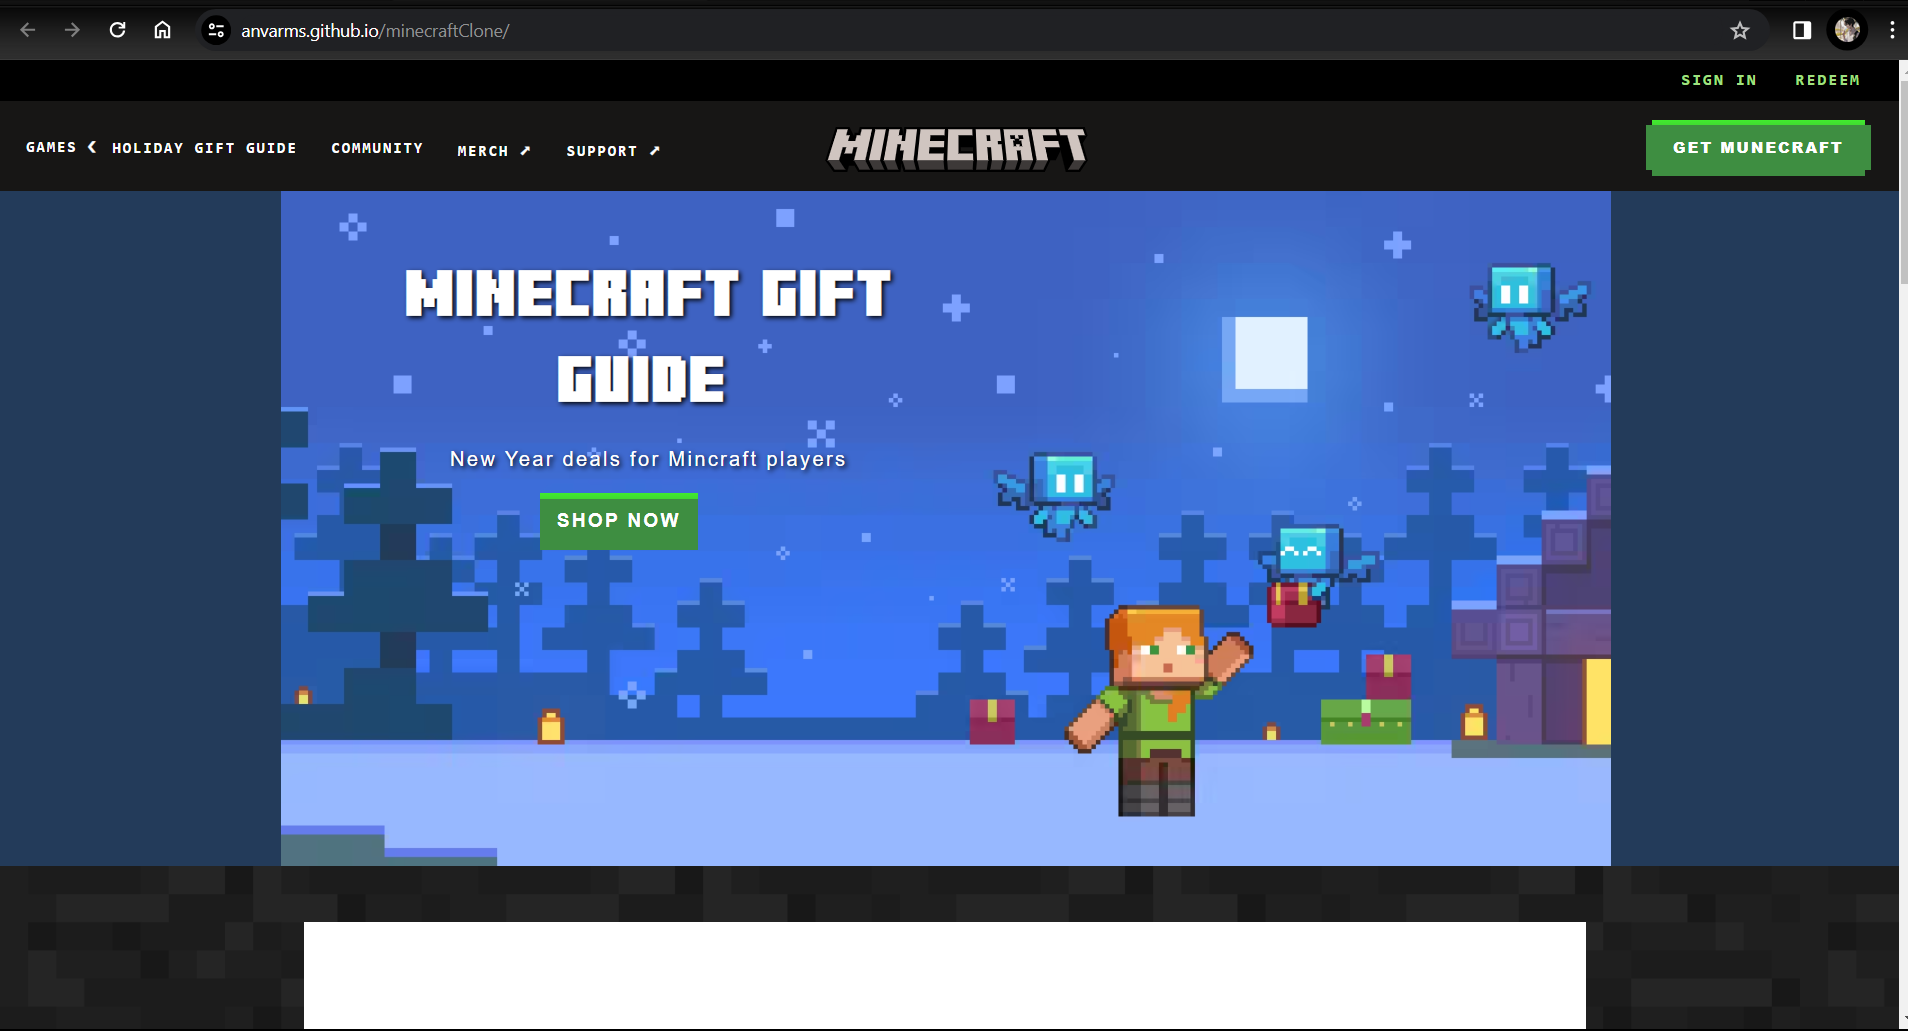 anvarms.github.io/minecraftClone/
SIGN IN REDEEM
GAMES HOLIDAY GIFT GUIDE COMMUNITY MERCH ↗ SUPPORT ↗
MINECRAFT
GET MUNECRAFT
MINECRAFT GIFT
GUIDE
New Year deals for Mincraft players
SHOP NOW